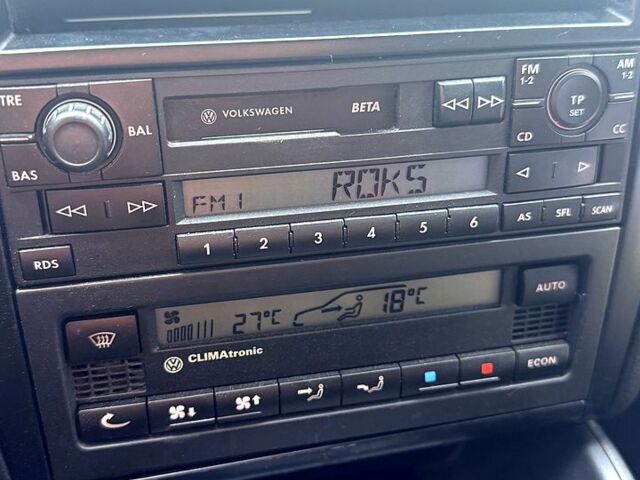 TRE
BAL
BAS
VOLKSWAGEN BETA
FM 1-2
AM 1-2
TP SET
CD
CC
FM1 ROKS
1 2 3 4 5 6
AS SFL SCAN
RDS
27°C 18°C
AUTO
CLIMAtronic
ECON